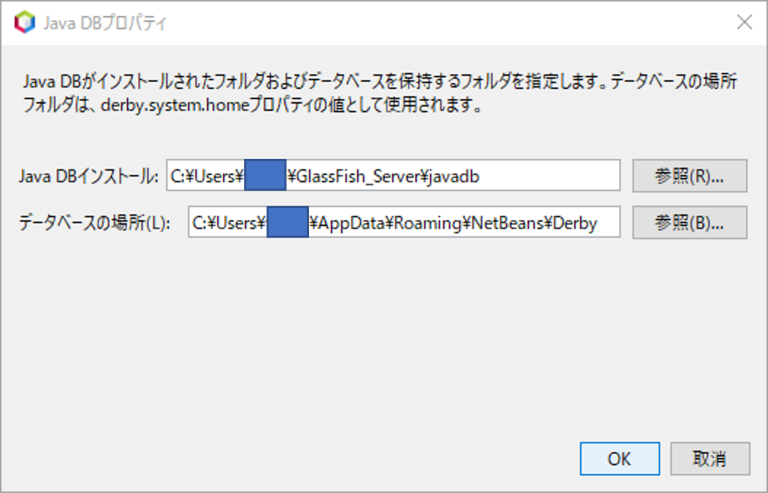 Java DBプロパティ
Java DBがインストールされたフォルダおよびデータベースを保持するフォルダを指定します。データベースの場所
フォルダは、derby.system.homeプロパティの値として使用されます。
Java DBインストール: C:¥Users¥ ¥GlassFish_Server¥javadb 参照(R)...
データベースの場所(L): C:¥Users¥ ¥AppData¥Roaming¥NetBeans¥Derby 参照(B)...
OK 取消